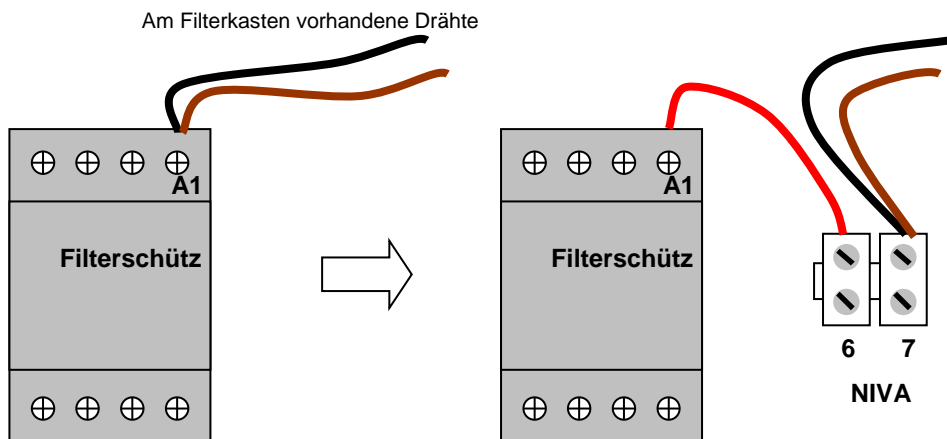 Am Filterkasten vorhandene Drähte
A1
Filterschütz
A1
Filterschütz
6 7
NIVA